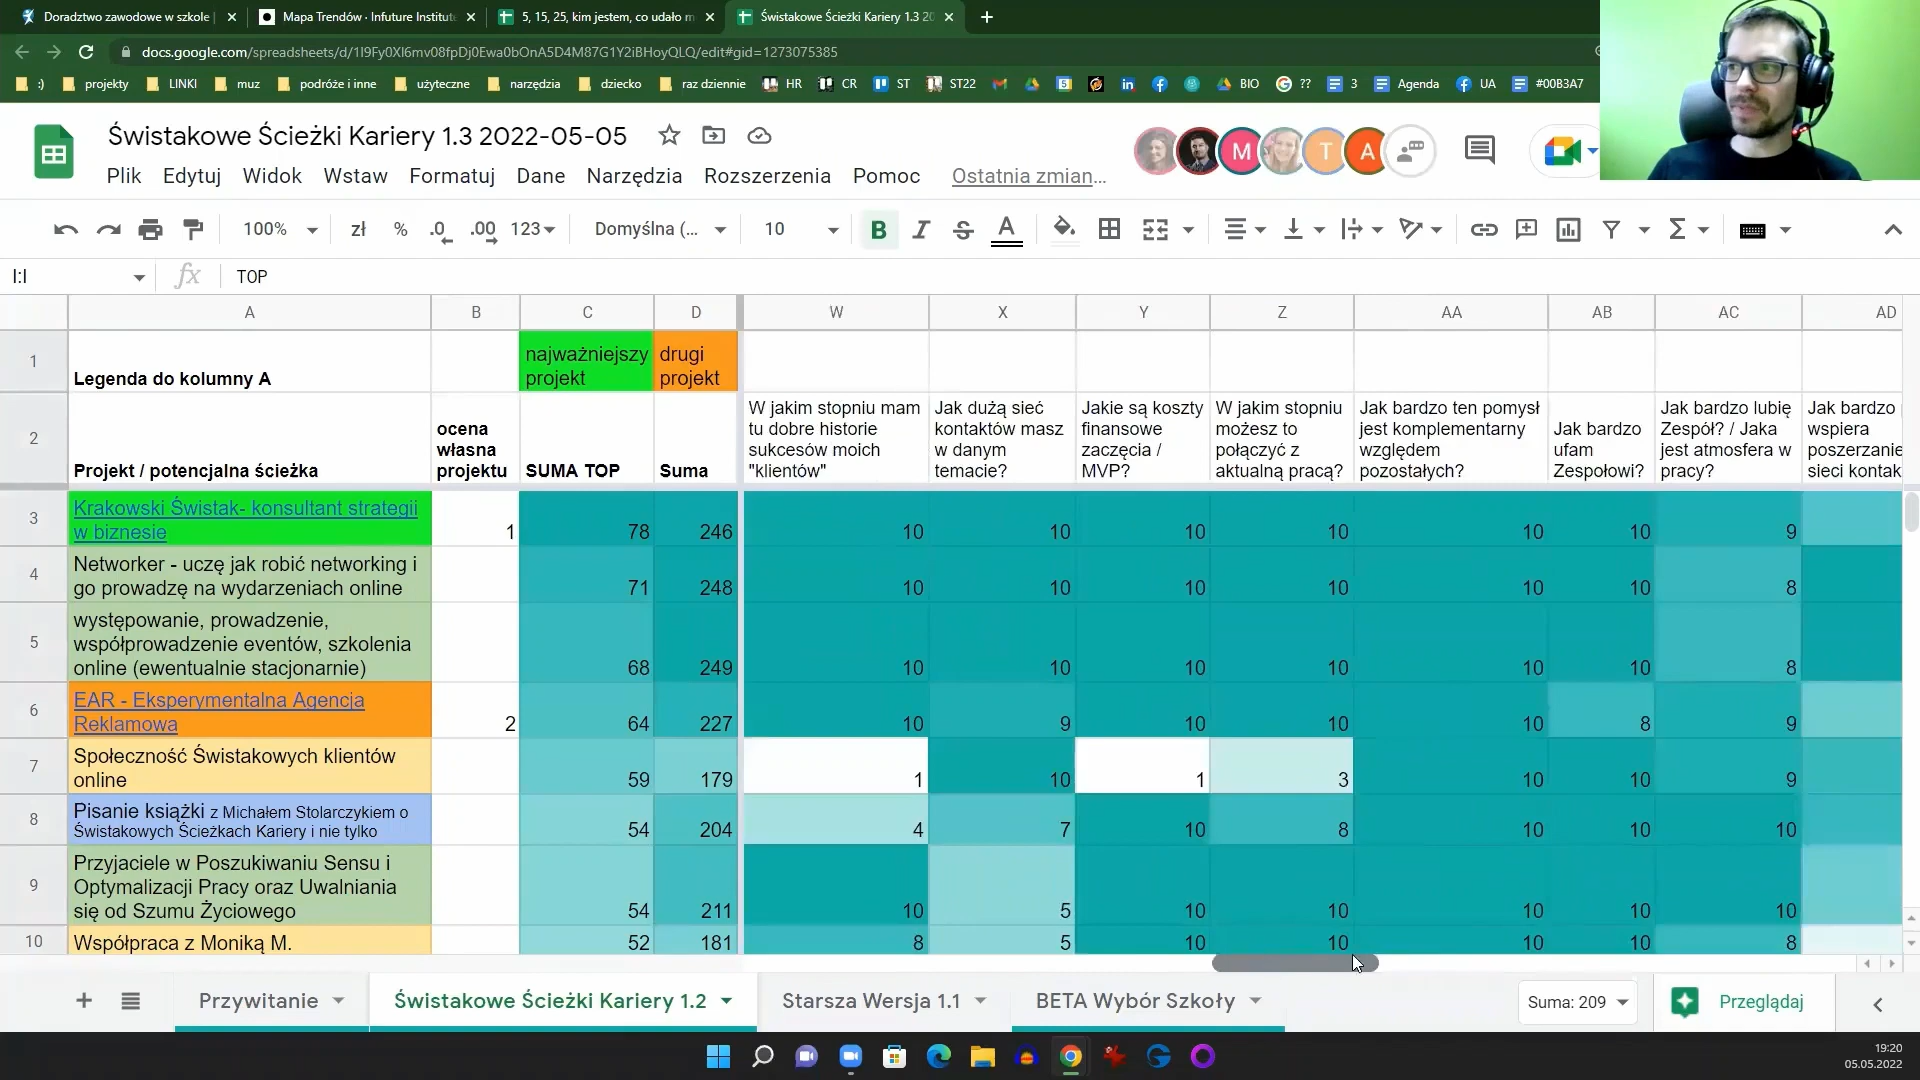 Doradztwo zawodowe w szkole
Mapa Trendów · Infuture Institute
5, 15, 25, kim jestem, co udało m
Świstakowe Ścieżki Kariery 1.3 20
docs.google.com/spreadsheets/d/1I9Fy0Xl6mv08fpDj0Ewa0bOnA5D4M87G1Y2iBHoyQLQ/edit#gid=1273075385
:) projekty LINKI muz podróże i inne użyteczne narzędzia dziecko raz dziennie HR CR ST ST22 BIO ?? 3 Agenda UA #00B3A7
Świstakowe Ścieżki Kariery 1.3 2022-05-05
M T A
Plik Edytuj Widok Wstaw Formatuj Dane Narzędzia Rozszerzenia Pomoc Ostatnia zmian...
100% zł % .0 .00 123 Domyślna (... 10 B I S A
I:I fx TOP
A B C D W X Y Z AA AB AC AD
1
Legenda do kolumny A
najważniejszy
projekt
drugi
projekt
2
Projekt / potencjalna ścieżka
ocena
własna
projektu
SUMA TOP
Suma
W jakim stopniu mam
tu dobre historie
sukcesów moich
"klientów"
Jak dużą sieć
kontaktów masz
w danym
temacie?
Jakie są koszty
finansowe
zaczęcia /
MVP?
W jakim stopniu
możesz to
połączyć z
aktualną pracą?
Jak bardzo ten pomysł
jest komplementarny
względem
pozostałych?
Jak bardzo
ufam
Zespołowi?
Jak bardzo lubię
Zespół? / Jaka
jest atmosfera w
pracy?
Jak bardzo
wspiera
poszerzanie
sieci kontak
3
Krakowski Świstak- konsultant strategii
w biznesie
1 78 246 10 10 10 10 10 10 9
4
Networker - uczę jak robić networking i
go prowadzę na wydarzeniach online
71 248 10 10 10 10 10 10 8
5
występowanie, prowadzenie,
współprowadzenie eventów, szkolenia
online (ewentualnie stacjonarnie)
68 249 10 10 10 10 10 10 8
6
EAR - Eksperymentalna Agencja
Reklamowa
2 64 227 10 9 10 10 10 8 9
7
Społeczność Świstakowych klientów
online
59 179 1 10 1 3 10 10 9
8
Pisanie książki z Michałem Stolarczykiem o
Świstakowych Ścieżkach Kariery i nie tylko
54 204 4 7 10 8 10 10 10
9
Przyjaciele w Poszukiwaniu Sensu i
Optymalizacji Pracy oraz Uwalniania
się od Szumu Życiowego
54 211 10 5 10 10 10 10 10
10
Współpraca z Moniką M.
52 181 8 5 10 10 10 10 8
Przywitanie Świstakowe Ścieżki Kariery 1.2 Starsza Wersja 1.1 BETA Wybór Szkoły Suma: 209 Przeglądaj
19:20
05.05.2022